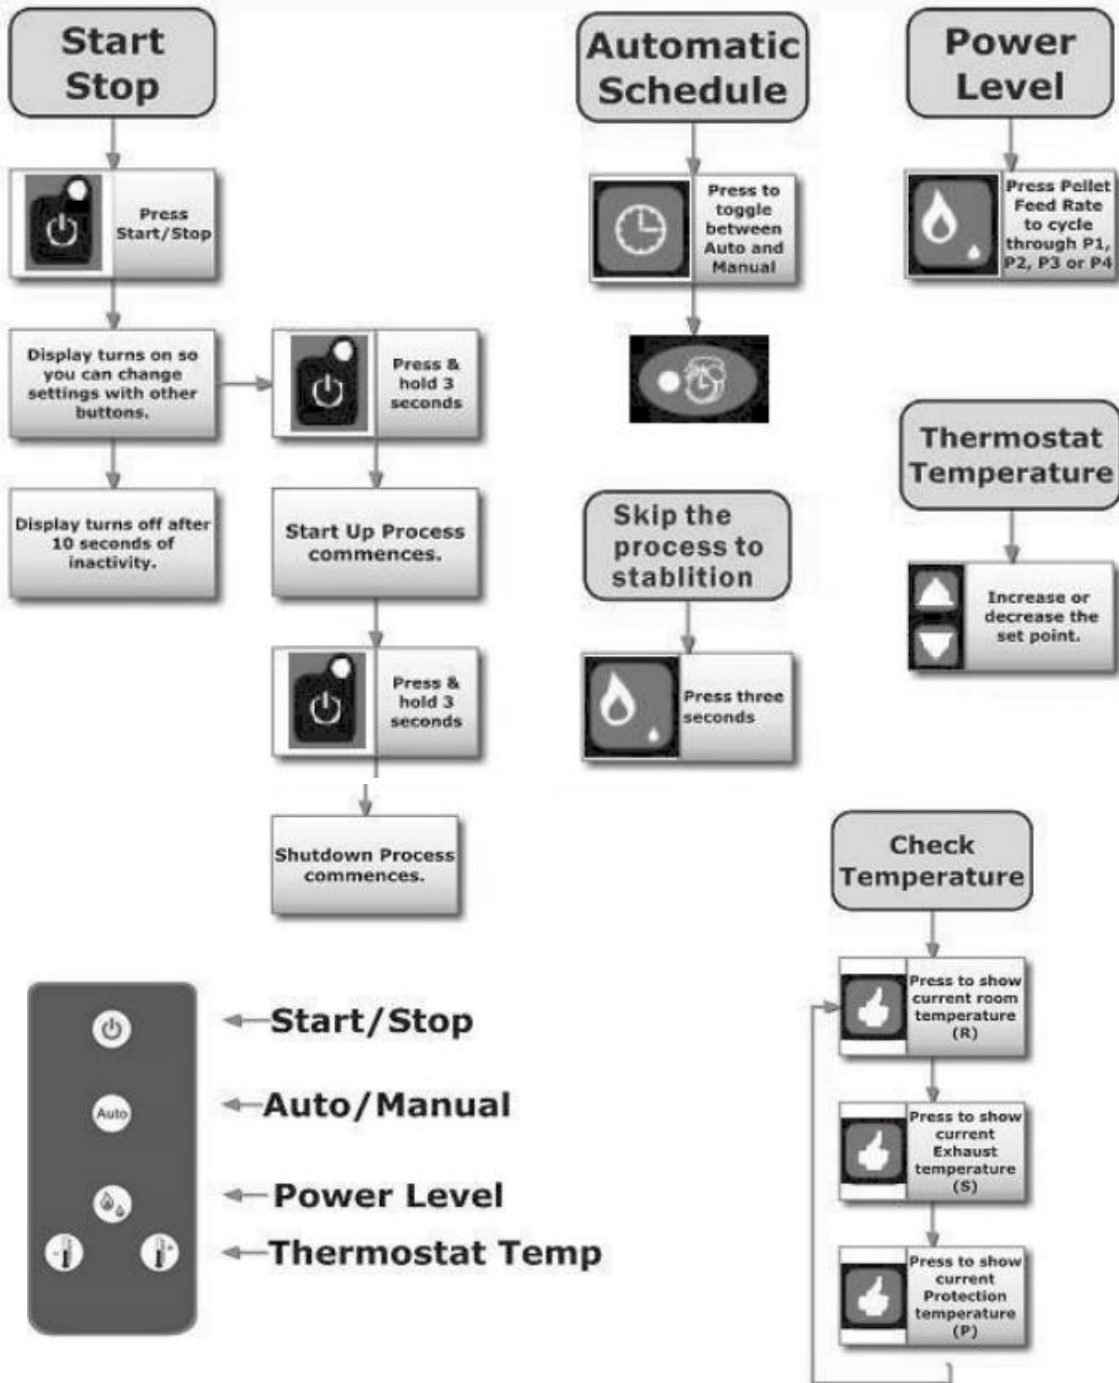 Start
Stop
Press
Start/Stop
Display turns on so
you can change
settings with other
buttons.
Display turns off after
10 seconds of
inactivity.
Press &
hold 3
seconds
Start Up Process
commences.
Press &
hold 3
seconds
Shutdown Process
commences.
Automatic
Schedule
Press to
toggle
between
Auto and
Manual
Skip the
process to
stablition
Press three
seconds
Power
Level
Press Pellet
Feed Rate
to cycle
through P1,
P2, P3 or P4
Thermostat
Temperature
Increase or
decrease the
set point.
Check
Temperature
Press to show
current room
temperature
(R)
Press to show
current
Exhaust
temperature
(S)
Press to show
current
Protection
temperature
(P)
Start/Stop
Auto
Auto/Manual
Power Level
- +
Thermostat Temp